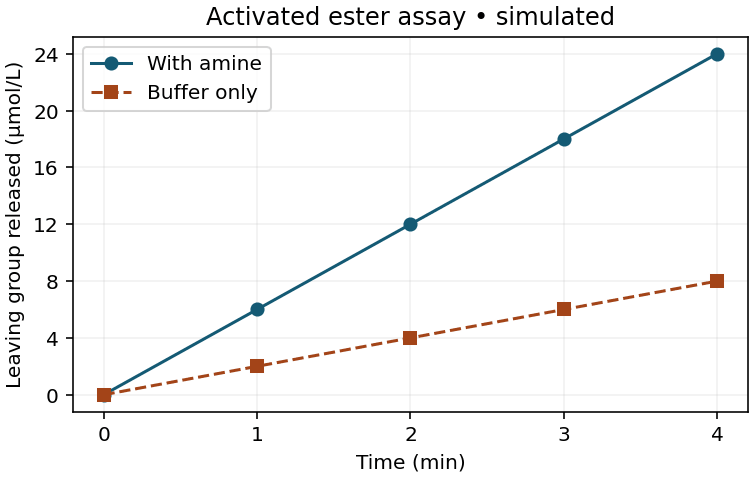 Activated ester assay • simulated
With amine
Buffer only
Leaving group released (µmol/L)
24
20
16
12
8
4
0
0 1 2 3 4
Time (min)